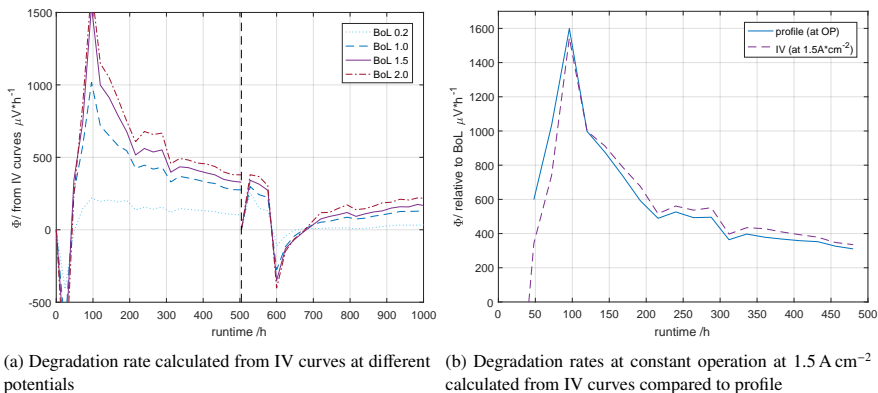 1500
1000
500
0
-500
0
100
200
300
400
500
600
700
800
900
1000
runtime /h
Φ/ from IV curves μV*h⁻¹
BoL 0.2
BoL 1.0
BoL 1.5
BoL 2.0
(a) Degradation rate calculated from IV curves at different
potentials
1600
1400
1200
1000
800
600
400
200
0
0
50
100
150
200
250
300
350
400
450
500
runtime /h
Φ/ relative to BoL μV*h⁻¹
profile (at OP)
IV (at 1.5A*cm⁻²)
(b) Degradation rates at constant operation at 1.5 A cm⁻²
calculated from IV curves compared to profile